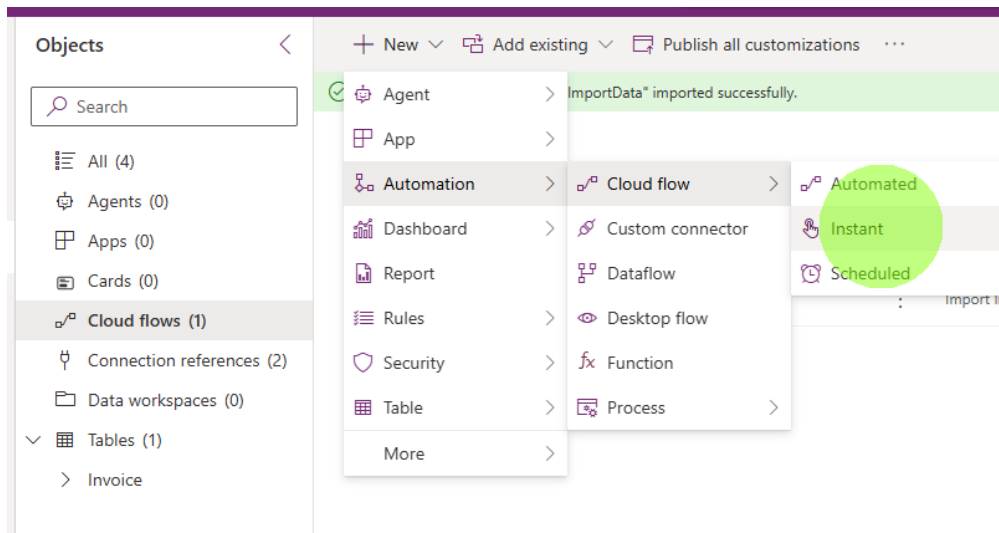 Objects
New
Add existing
Publish all customizations
Search
ImportData" imported successfully.
All (4)
Agents (0)
Apps (0)
Cards (0)
Cloud flows (1)
Connection references (2)
Data workspaces (0)
Tables (1)
Invoice
Agent
App
Automation
Dashboard
Report
Rules
Security
Table
More
Cloud flow
Custom connector
Dataflow
Desktop flow
Function
Process
Automated
Instant
Scheduled
Import